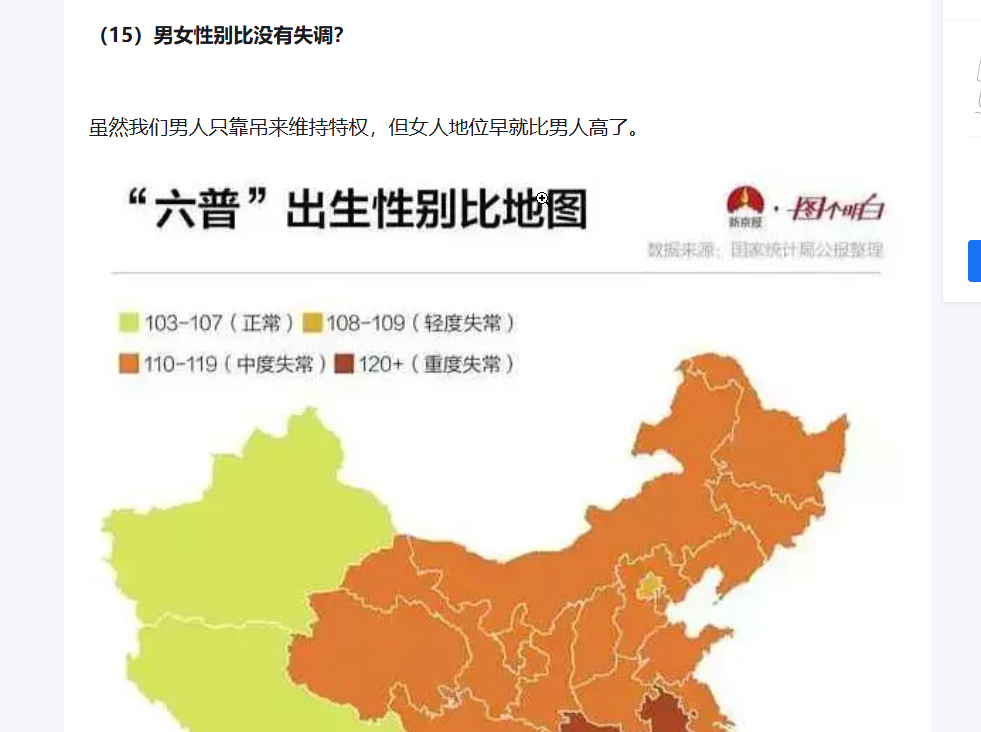 （15）男女性别比没有失调？
虽然我们男人只靠吊来维持特权，但女人地位早就比男人高了。
“六普”出生性别比地图
新京报 · 图个明白
数据来源：国家统计局公报整理
103-107（正常） 108-109（轻度失常）
110-119（中度失常） 120+（重度失常）